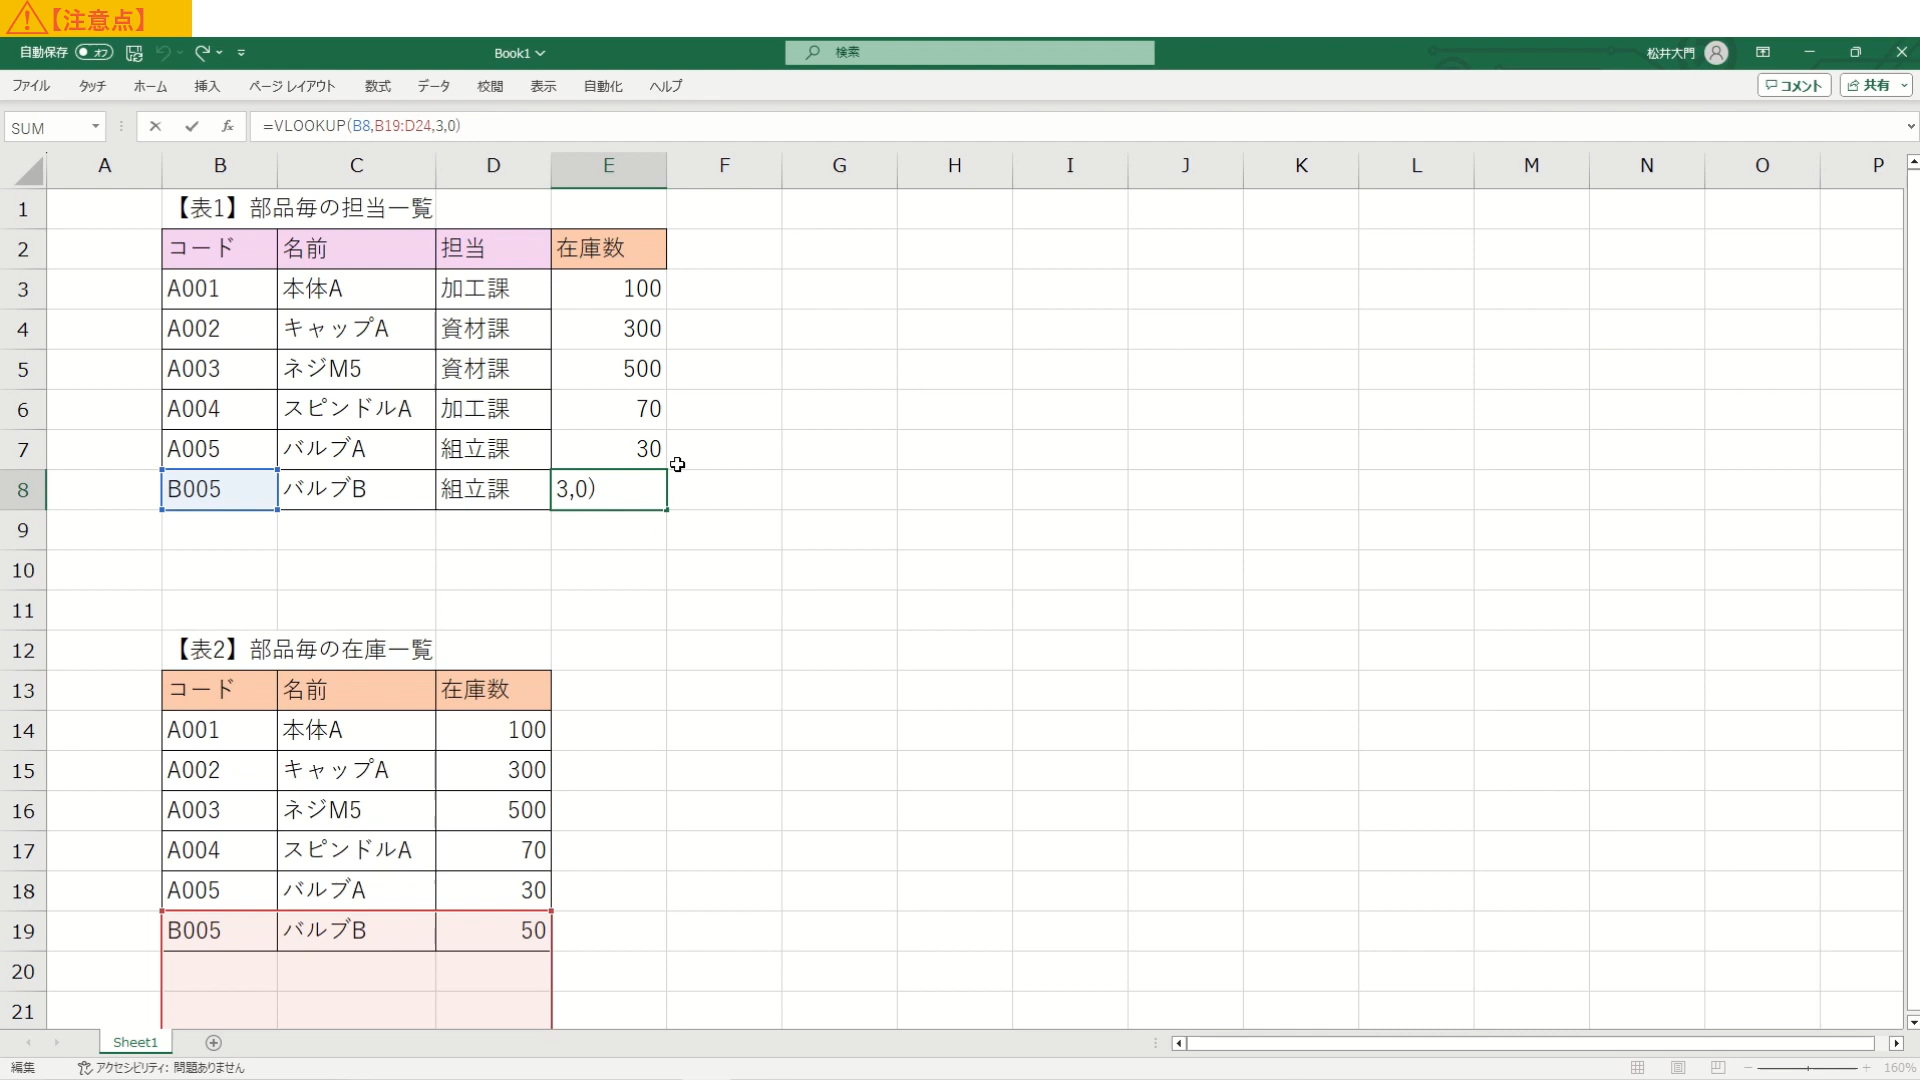 【注意点】
自動保存 オフ Book1 検索 松井大門
ファイル タッチ ホーム 挿入 ページ レイアウト 数式 データ 校閲 表示 自動化 ヘルプ コメント 共有
SUM fx =VLOOKUP(B8,B19:D24,3,0)
A B C D E F G H I J K L M N O P
1 【表1】部品毎の担当一覧
2 コード 名前 担当 在庫数
3 A001 本体A 加工課 100
4 A002 キャップA 資材課 300
5 A003 ネジM5 資材課 500
6 A004 スピンドルA 加工課 70
7 A005 バルブA 組立課 30
8 B005 バルブB 組立課 3,0)
9
10
11
12 【表2】部品毎の在庫一覧
13 コード 名前 在庫数
14 A001 本体A 100
15 A002 キャップA 300
16 A003 ネジM5 500
17 A004 スピンドルA 70
18 A005 バルブA 30
19 B005 バルブB 50
20
21
Sheet1
編集 アクセシビリティ: 問題ありません 160%